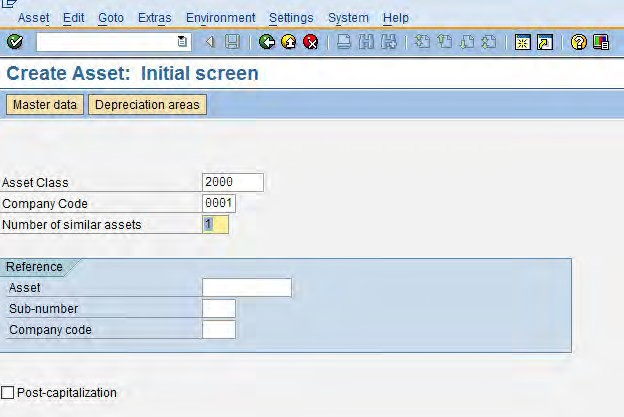 Asset Edit Goto Extras Environment Settings System Help
Create Asset: Initial screen
Master data Depreciation areas
Asset Class 2000
Company Code 0001
Number of similar assets 1
Reference
Asset
Sub-number
Company code
Post-capitalization